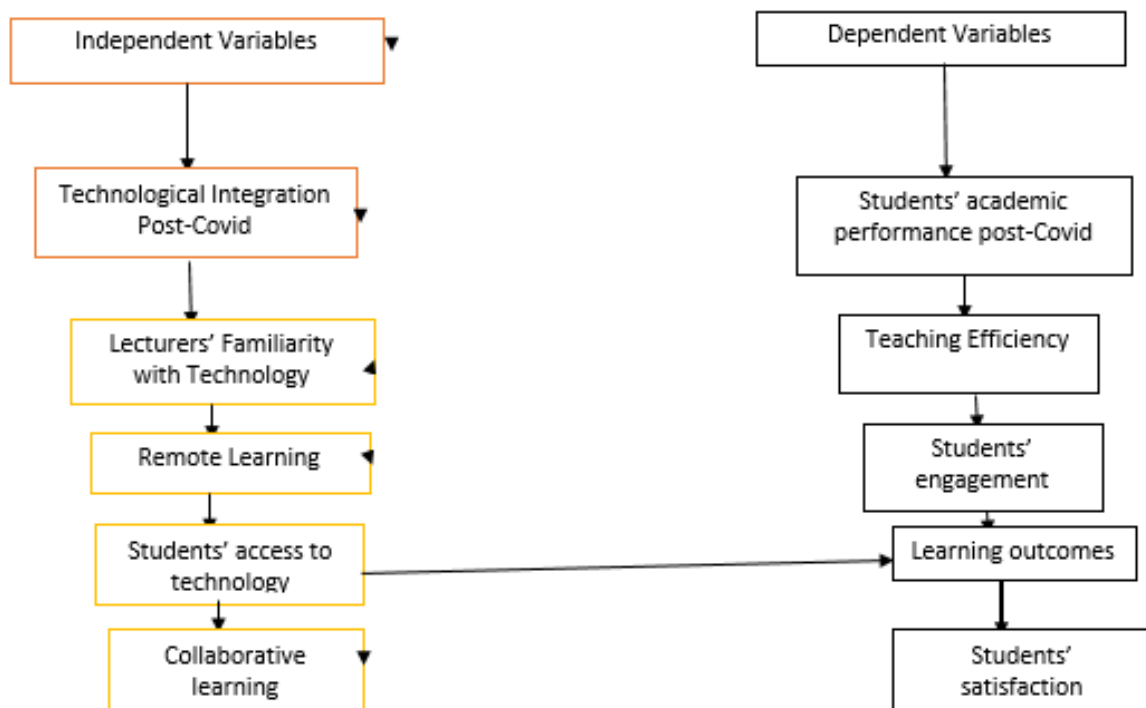 Independent Variables
Technological Integration
Post-Covid
Lecturers’ Familiarity
with Technology
Remote Learning
Students’ access to
technology
Collaborative
learning
Dependent Variables
Students’ academic
performance post-Covid
Teaching Efficiency
Students’
engagement
Learning outcomes
Students’
satisfaction